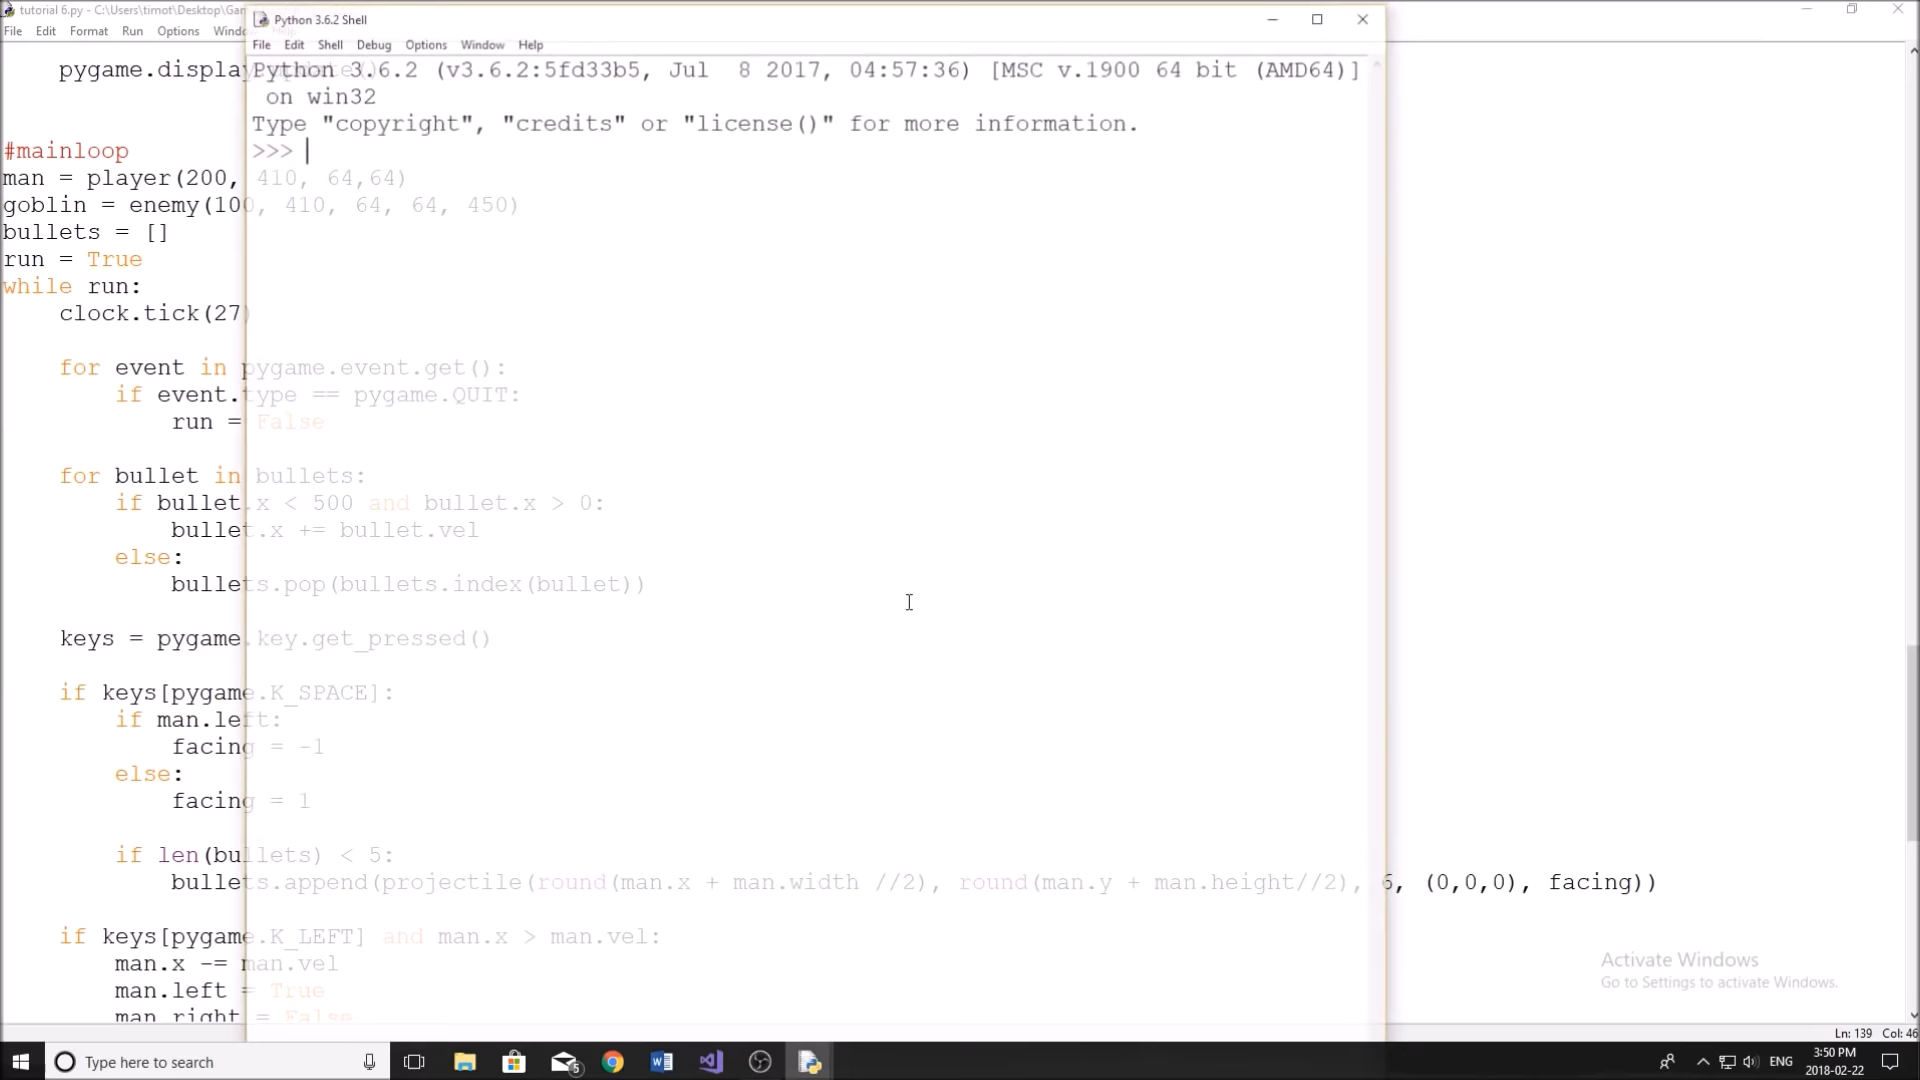 tutorial 6.py - C:\Users\timot\Desktop\Gam
File Edit Format Run Options Window
Python 3.6.2 Shell
File Edit Shell Debug Options Window Help
Python 3.6.2 (v3.6.2:5fd33b5, Jul  8 2017, 04:57:36) [MSC v.1900 64 bit (AMD64)]
on win32
Type "copyright", "credits" or "license()" for more information.
>>>
pygame.display
#mainloop
man = player(200, 410, 64,64)
goblin = enemy(100, 410, 64, 64, 450)
bullets = []
run = True
while run:
    clock.tick(27)
    for event in pygame.event.get():
        if event.type == pygame.QUIT:
            run = False
    for bullet in bullets:
        if bullet.x < 500 and bullet.x > 0:
            bullet.x += bullet.vel
        else:
            bullets.pop(bullets.index(bullet))
    keys = pygame.key.get_pressed()
    if keys[pygame.K_SPACE]:
        if man.left:
            facing = -1
        else:
            facing = 1
        if len(bullets) < 5:
            bullets.append(projectile(round(man.x + man.width //2), round(man.y + man.height//2), 6, (0,0,0), facing))
    if keys[pygame.K_LEFT] and man.x > man.vel:
        man.x -= man.vel
        man.left = True
        man.right = False
Activate Windows
Go to Settings to activate Windows.
Ln: 139 Col: 46
Type here to search
5
ENG
3:50 PM
2018-02-22